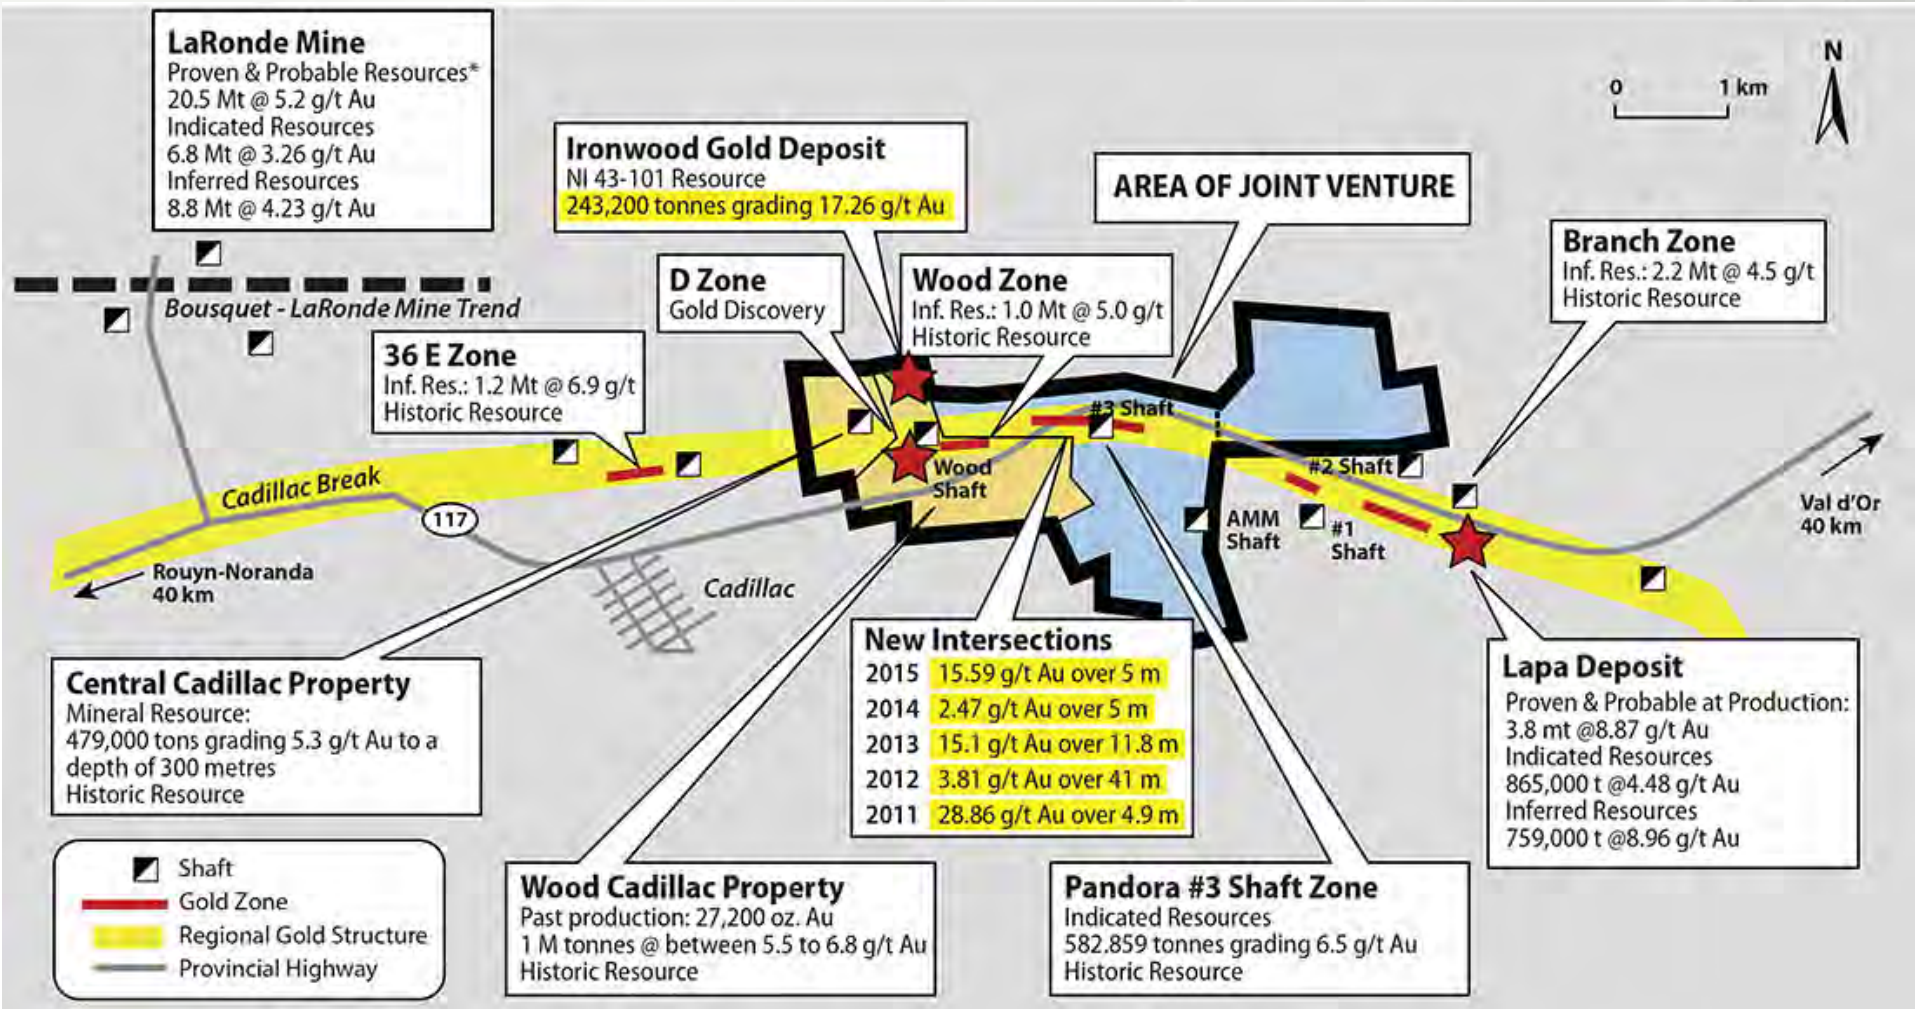 LaRonde Mine
Proven & Probable Resources*
20.5 Mt @ 5.2 g/t Au
Indicated Resources
6.8 Mt @ 3.26 g/t Au
Inferred Resources
8.8 Mt @ 4.23 g/t Au
Ironwood Gold Deposit
NI 43-101 Resource
243,200 tonnes grading 17.26 g/t Au
AREA OF JOINT VENTURE
0 1 km
N
Branch Zone
Inf. Res.: 2.2 Mt @ 4.5 g/t
Historic Resource
D Zone
Gold Discovery
Wood Zone
Inf. Res.: 1.0 Mt @ 5.0 g/t
Historic Resource
Bousquet - LaRonde Mine Trend
36 E Zone
Inf. Res.: 1.2 Mt @ 6.9 g/t
Historic Resource
#3 Shaft
Wood
Shaft
#2 Shaft
Cadillac Break
117
AMM
Shaft
#1
Shaft
Val d'Or
40 km
Rouyn-Noranda
40 km
Cadillac
Central Cadillac Property
Mineral Resource:
479,000 tons grading 5.3 g/t Au to a
depth of 300 metres
Historic Resource
New Intersections
2015 15.59 g/t Au over 5 m
2014 2.47 g/t Au over 5 m
2013 15.1 g/t Au over 11.8 m
2012 3.81 g/t Au over 41 m
2011 28.86 g/t Au over 4.9 m
Lapa Deposit
Proven & Probable at Production:
3.8 mt @8.87 g/t Au
Indicated Resources
865,000 t @4.48 g/t Au
Inferred Resources
759,000 t @8.96 g/t Au
Shaft
Gold Zone
Regional Gold Structure
Provincial Highway
Wood Cadillac Property
Past production: 27,200 oz. Au
1 M tonnes @ between 5.5 to 6.8 g/t Au
Historic Resource
Pandora #3 Shaft Zone
Indicated Resources
582.859 tonnes grading 6.5 g/t Au
Historic Resource